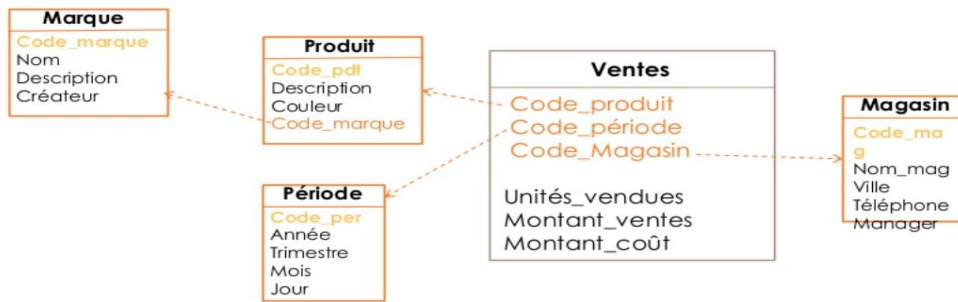 Marque
Code_marque
Nom
Description
Créateur
Produit
Code_pdt
Description
Couleur
Code_marque
Période
Code_per
Année
Trimestre
Mois
Jour
Ventes
Code_produit
Code_période
Code_Magasin
Unités_vendues
Montant_ventes
Montant_coût
Magasin
Code_ma
g
Nom_mag
Ville
Téléphone
Manager